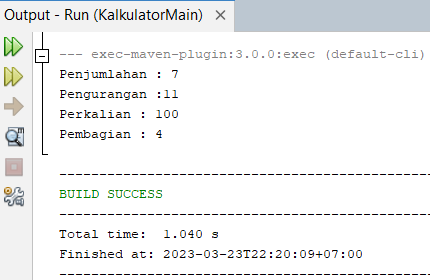 Output - Run (KalkulatorMain) ×
--- exec-maven-plugin:3.0.0:exec (default-cli)
Penjumlahan : 7
Pengurangan :11
Perkalian : 100
Pembagian : 4
------------------------------------------------
BUILD SUCCESS
------------------------------------------------
Total time:  1.040 s
Finished at: 2023-03-23T22:20:09+07:00
------------------------------------------------